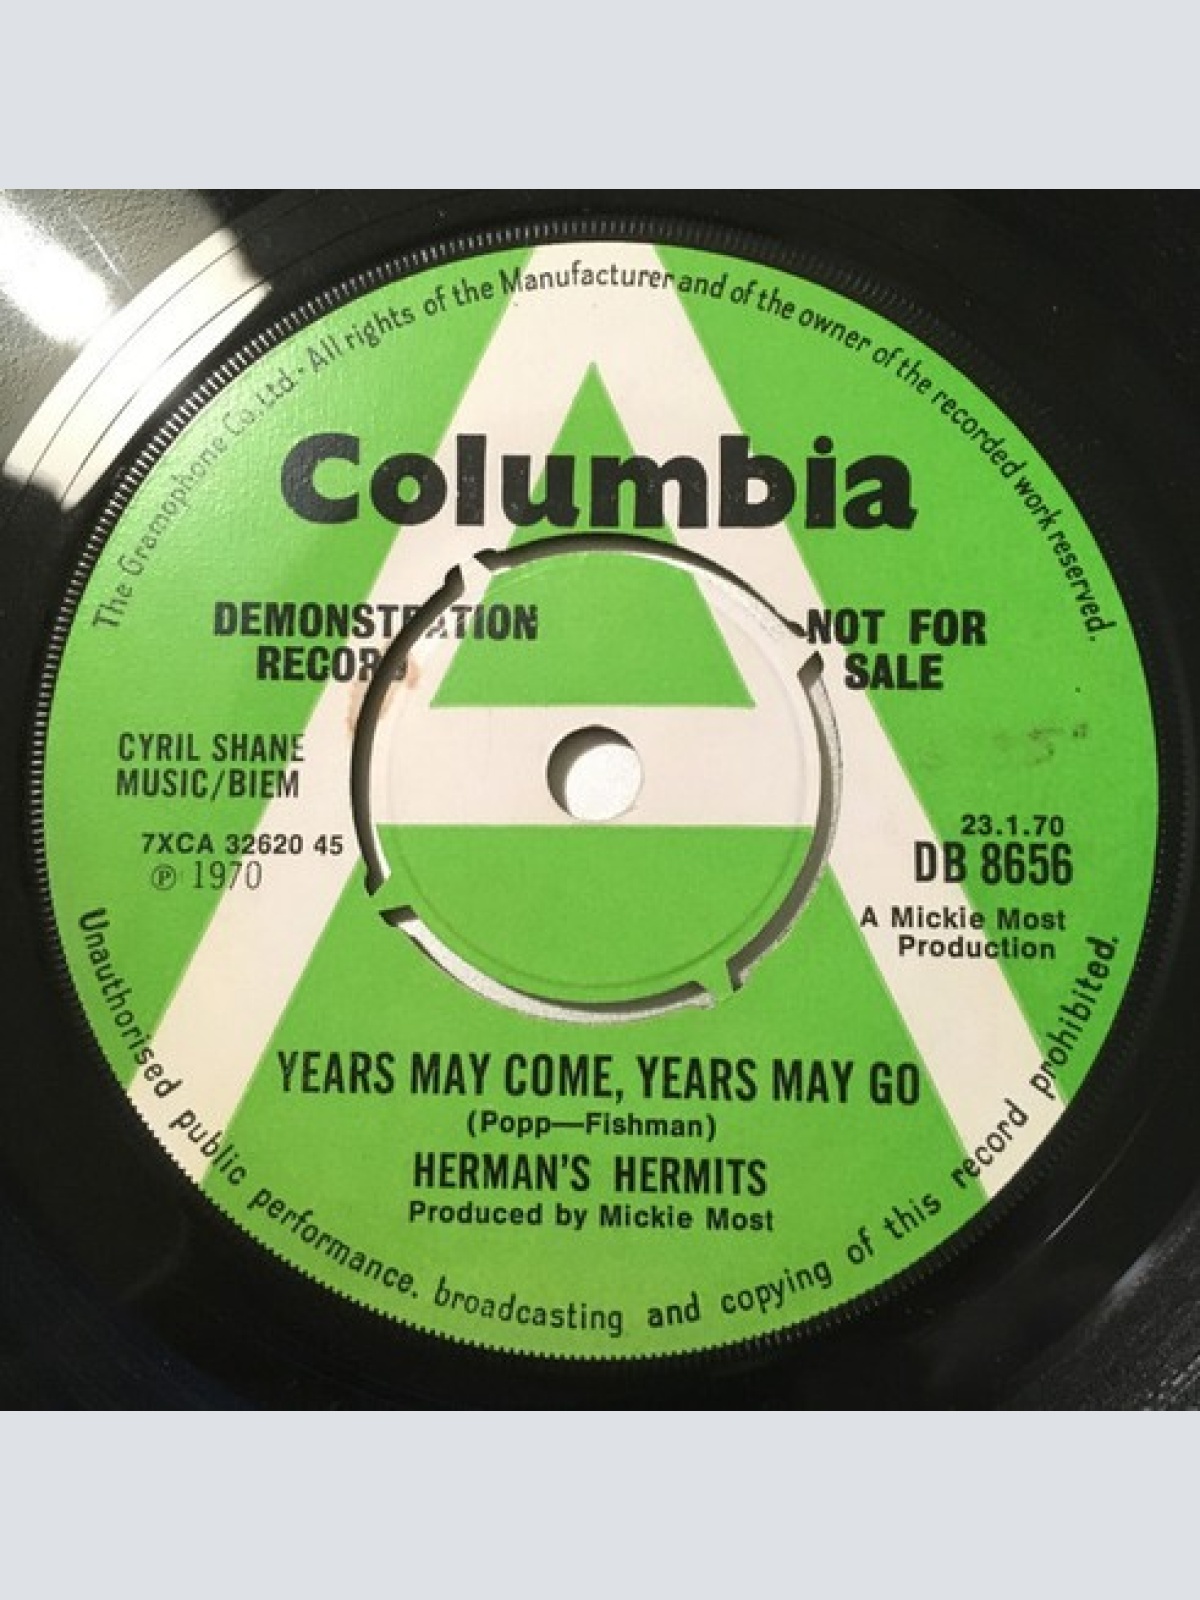 The Gramophone Co. Ltd · All rights of the Manufacturer and of the owner of the recorded work reserved.
Columbia
DEMONSTRATION
RECORD
NOT FOR
SALE
CYRIL SHANE
MUSIC/BIEM
7XCA 32620 45
℗ 1970
23.1.70
DB 8656
A Mickie Most
Production
YEARS MAY COME, YEARS MAY GO
(Popp—Fishman)
HERMAN'S HERMITS
Produced by Mickie Most
Unauthorised public performance, broadcasting and copying of this record prohibited.